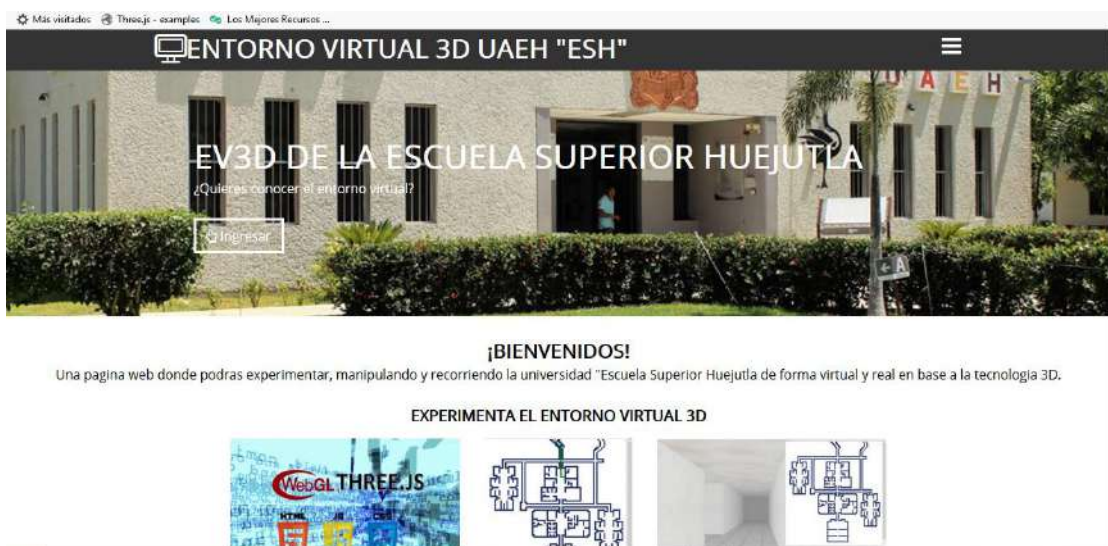 Más visitados Three.js - examples Los Mejores Recursos ...
ENTORNO VIRTUAL 3D UAEH "ESH"
UAEH
EV3D DE LA ESCUELA SUPERIOR HUEJUTLA
¿Quieres conocer el entorno virtual?
Ingresar
A
¡BIENVENIDOS!
Una pagina web donde podras experimentar, manipulando y recorriendo la universidad "Escuela Superior Huejutla de forma virtual y real en base a la tecnologia 3D.
EXPERIMENTA EL ENTORNO VIRTUAL 3D
WebGL THREE.JS
HTML JS CSS